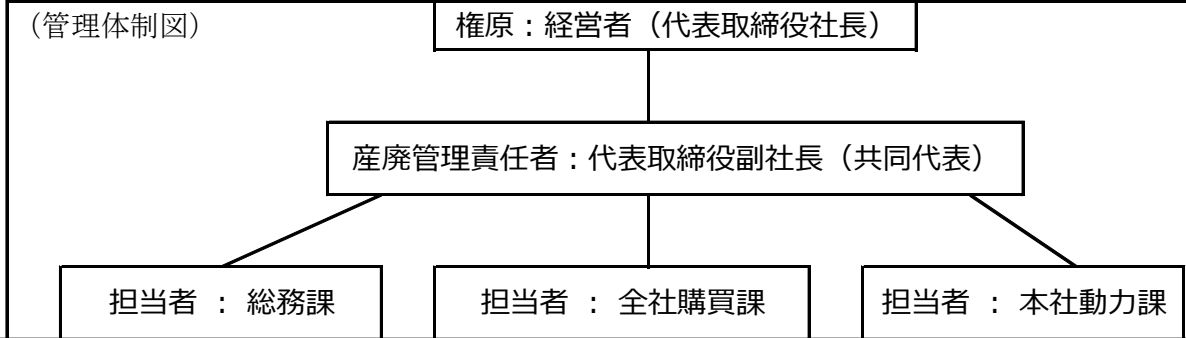 （管理体制図）
権原：経営者（代表取締役社長）
産廃管理責任者：代表取締役副社長（共同代表）
担当者 ： 総務課
担当者 ： 全社購買課
担当者 ： 本社動力課